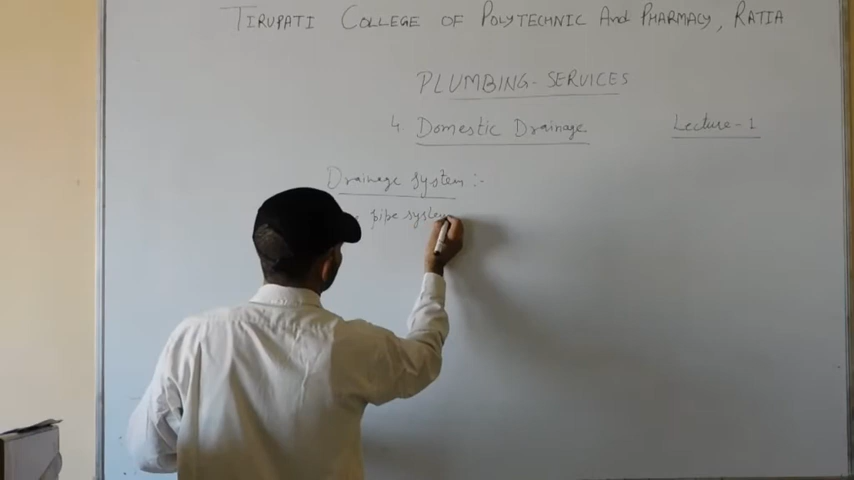 TIRUPATI COLLEGE OF POLYTECHNIC And PHARMACY, RATIA
PLUMBING-SERVICES
4 Domestic Drainage Lecture-1
Drainage system :-
pipe system